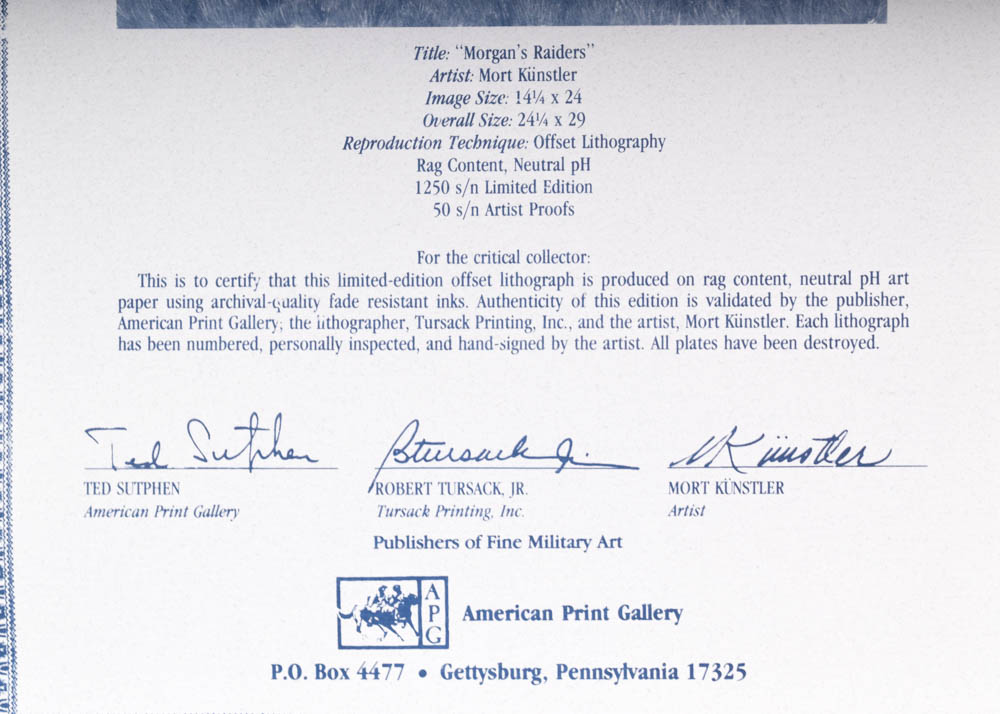 Title: "Morgan's Raiders"
Artist: Mort Künstler
Image Size: 14¼ x 24
Overall Size: 24¼ x 29
Reproduction Technique: Offset Lithography
Rag Content, Neutral pH
1250 s/n Limited Edition
50 s/n Artist Proofs
For the critical collector:
This is to certify that this limited-edition offset lithograph is produced on rag content, neutral pH art
paper using archival-quality fade resistant inks. Authenticity of this edition is validated by the publisher,
American Print Gallery; the lithographer, Tursack Printing, Inc., and the artist, Mort Künstler. Each lithograph
has been numbered, personally inspected, and hand-signed by the artist. All plates have been destroyed.
Ted Sutphen
RTursack Jr.
MKünstler
TED SUTPHEN
ROBERT TURSACK, JR.
MORT KÜNSTLER
American Print Gallery
Tursack Printing, Inc.
Artist
Publishers of Fine Military Art
APG
American Print Gallery
P.O. Box 4477 • Gettysburg, Pennsylvania 17325